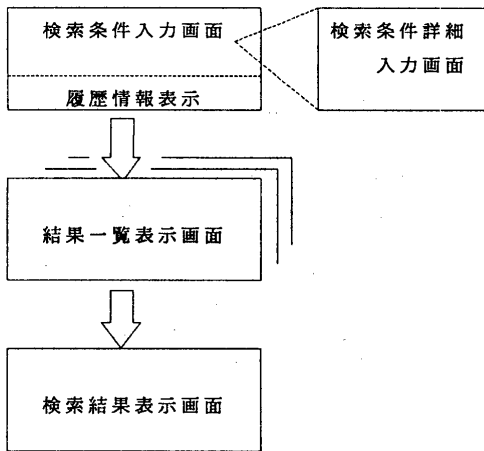 検索条件入力画面
検索条件詳細
入力画面
履歴情報表示
結果一覧表示画面
検索結果表示画面